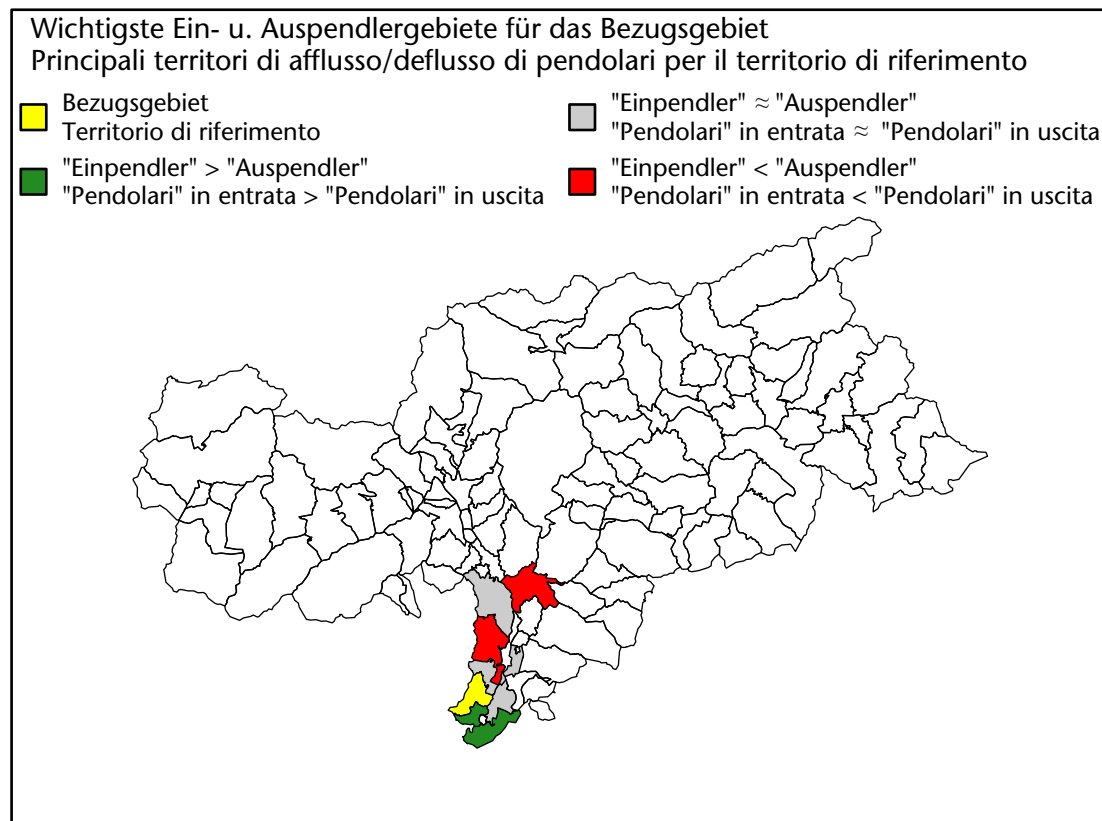 Wichtigste Ein- u. Auspendlergebiete für das Bezugsgebiet
Principali territori di afflusso/deflusso di pendolari per il territorio di riferimento
Bezugsgebiet
Territorio di riferimento
"Einpendler" > "Auspendler"
"Pendolari" in entrata > "Pendolari" in uscita
"Einpendler" ≈ "Auspendler"
"Pendolari" in entrata ≈ "Pendolari" in uscita
"Einpendler" < "Auspendler"
"Pendolari" in entrata < "Pendolari" in uscita